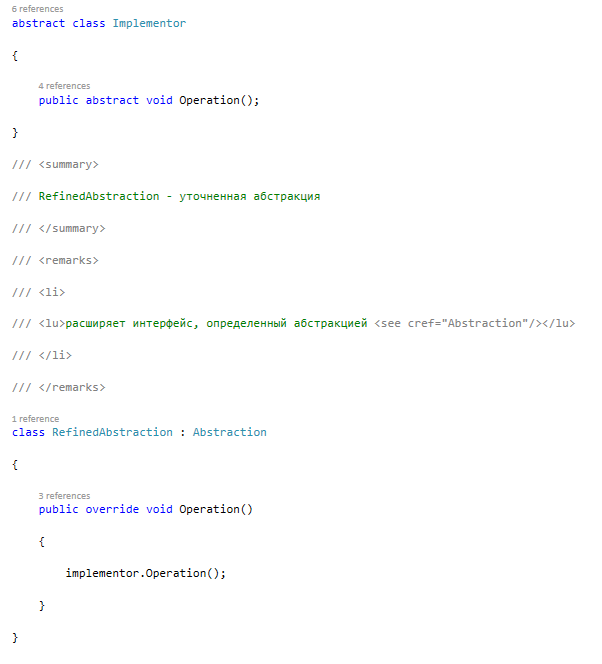 6 references
abstract class Implementor
{
4 references
public abstract void Operation();
}
/// <summary>
/// RefinedAbstraction - уточненная абстракция
/// </summary>
/// <remarks>
/// <li>
/// <lu>расширяет интерфейс, определенный абстракцией <see cref="Abstraction"/></lu>
/// </li>
/// </remarks>
1 reference
class RefinedAbstraction : Abstraction
{
3 references
public override void Operation()
{
implementor.Operation();
}
}